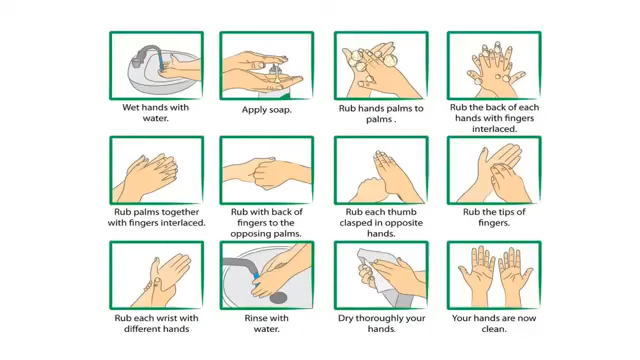 Wet hands with
water.
Apply soap.
Rub hands palms to
palms .
Rub the back of each
hands with fingers
interlaced.
Rub palms together
with fingers interlaced.
Rub with back of
fingers to the
opposing palms.
Rub each thumb
clasped in opposite
hands.
Rub the tips of
fingers.
Rub each wrist with
different hands
Rinse with
water.
Dry thoroughly your
hands.
Your hands are now
clean.